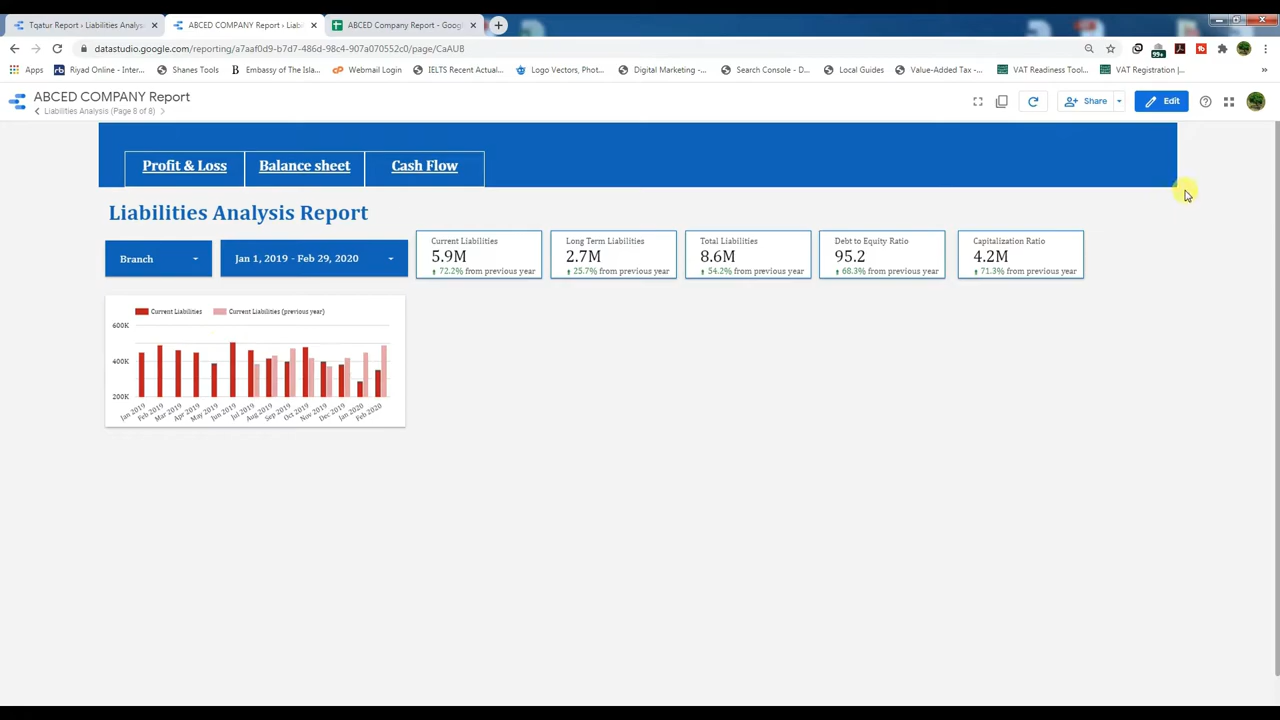 Tqatur Report › Liabilities Analysis
ABCED COMPANY Report › Liabi
ABCED Company Report - Goog
datastudio.google.com/reporting/a7aaf0d9-b7d7-486d-98c4-907a070552c0/page/CaAUB
Apps
Riyad Online - Inter...
Shanes Tools
Embassy of The Isla...
Webmail Login
IELTS
Actual...
Logo Vectors, Phot...
Digital Marketing -...
Search Console - D...
Local Guides
Value-Added Tax -...
VAT Readiness Tool...
VAT Registration |...
»
99+
ABCED COMPANY Report
Liabilities Analysis (Page 8 of 8)
Share
Edit
Profit & Loss
Balance sheet
Cash Flow
Liabilities Analysis Report
Branch
Jan 1, 2019 - Feb 29, 2020
Current Liabilities
5.9M
72.2% from previous year
Long Term Liabilities
2.7M
25.7% from previous year
Total Liabilities
8.6M
54.2% from previous year
Debt to Equity Ratio
95.2
68.3% from previous year
Capitalization Ratio
4.2M
71.3% from previous year
Current Liabilities
Current Liabilities (previous year)
600K
400K
200K
Jan 2019
Feb 2019
Mar 2019
Apr 2019
May 2019
Jun 2019
Jul 2019
Aug 2019
Sep 2019
Oct 2019
Nov 2019
Dec 2019
Jan 2020
Feb 2020